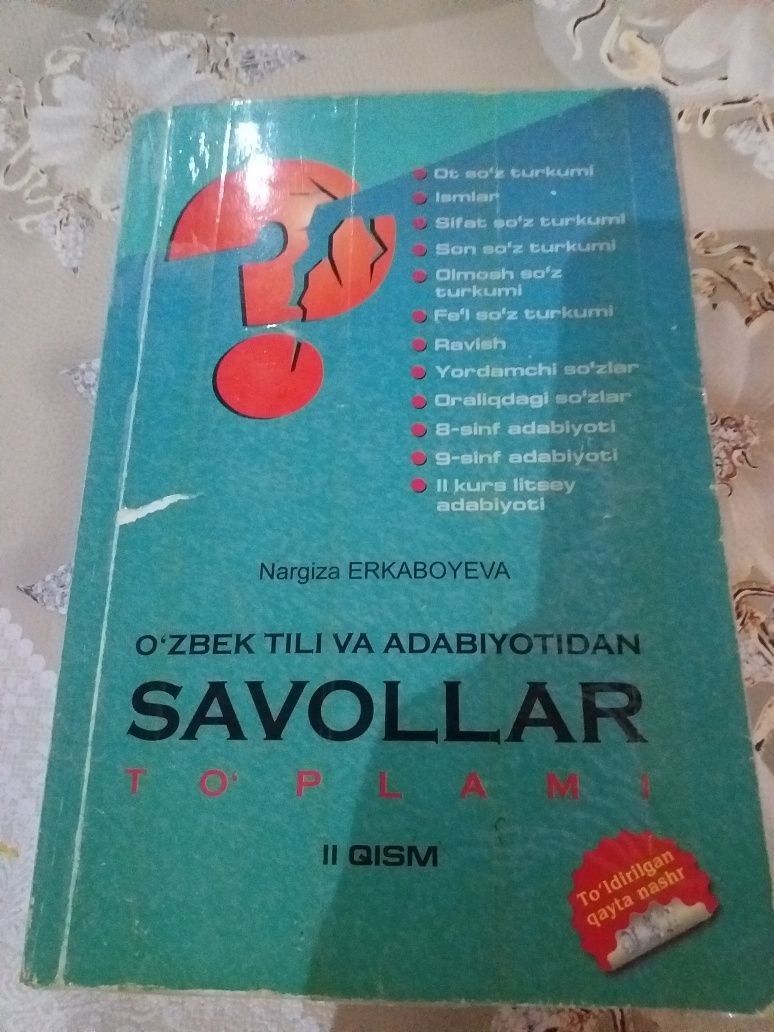 Ot so‘z turkumi
Ismlar
Sifat so‘z turkumi
Son so‘z turkumi
Olmosh so‘z
turkumi
Fe‘l so‘z turkumi
Ravish
Yordamchi so‘zlar
Oraliqdagi so‘zlar
8-sinf adabiyoti
9-sinf adabiyoti
II kurs litsey
adabiyoti
Nargiza ERKABOYEVA
O‘ZBEK TILI VA ADABIYOTIDAN
SAVOLLAR
TO‘PLAMI
II QISM
To‘ldirilgan
qayta nashr